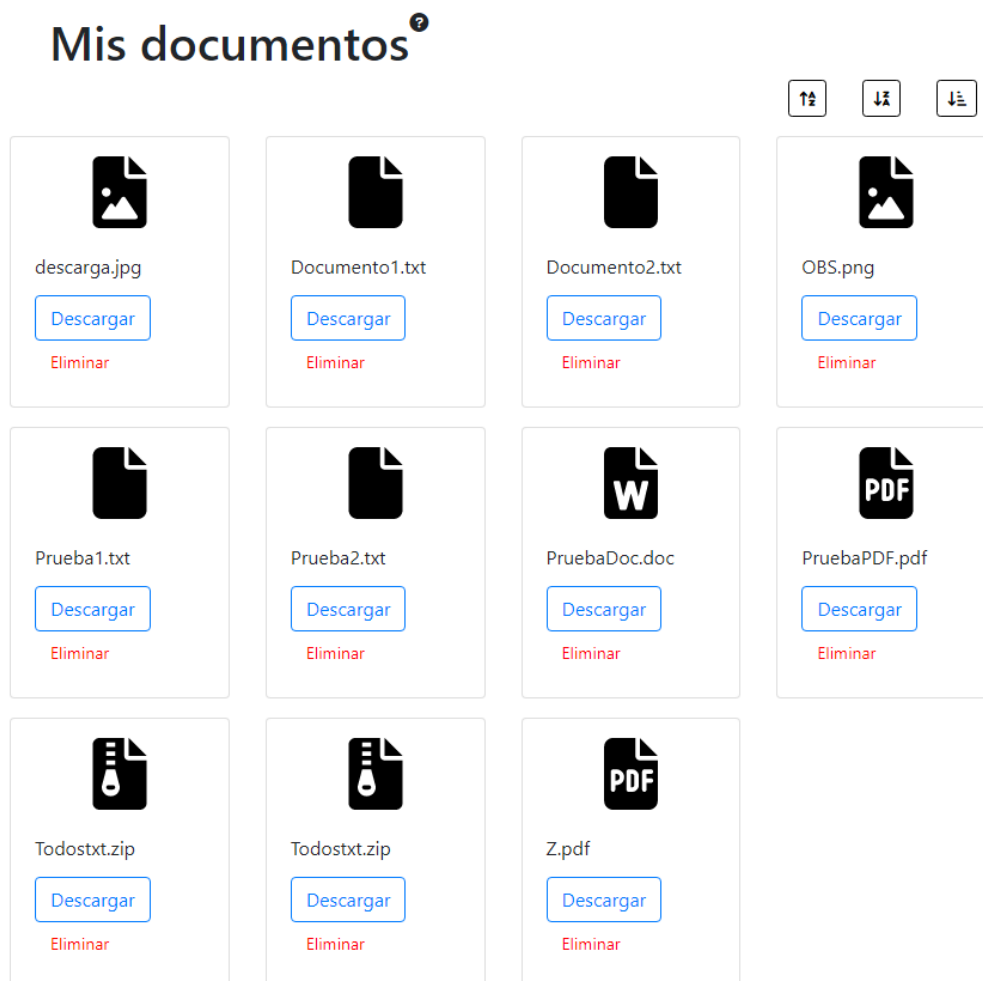 Mis documentos
descarga.jpg
Documento1.txt
Documento2.txt
OBS.png
Descargar
Descargar
Descargar
Descargar
Eliminar
Eliminar
Eliminar
Eliminar
W
PDF
Prueba1.txt
Prueba2.txt
PruebaDoc.doc
PruebaPDF.pdf
Descargar
Descargar
Descargar
Descargar
Eliminar
Eliminar
Eliminar
Eliminar
PDF
Todostxt.zip
Todostxt.zip
Z.pdf
Descargar
Descargar
Descargar
Eliminar
Eliminar
Eliminar